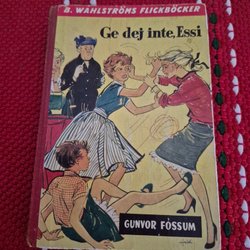 B. WAHLSTRÖMS FLICKBÖCKER
Ge dej inte, Essi
GUNVOR FOSSUM